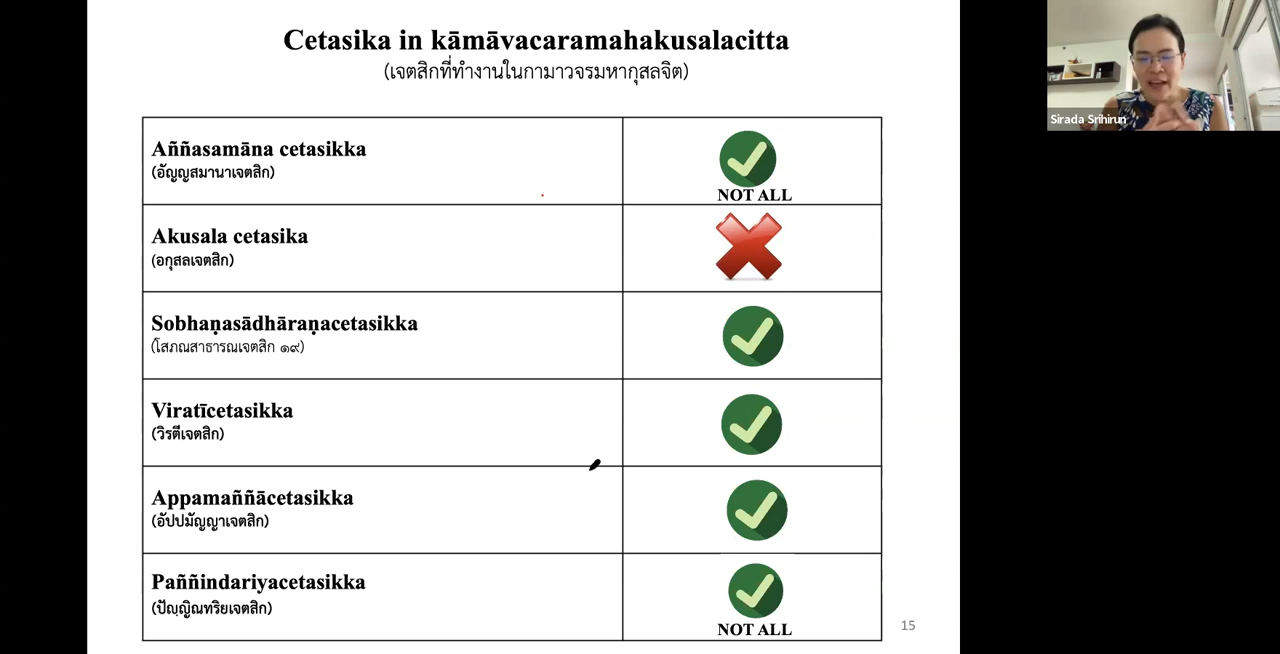 Cetasika in kāmāvacaramahakusalacitta
(เจตสิกที่ทำงานในกามาวจรมหากุสลจิต)
Aññasamāna cetasikka
(อัญญสมานาเจตสิก)
NOT ALL
Akusala cetasika
(อกุสลเจตสิก)
Sobhaṇasādhāraṇacetasikka
(โสภณสาธารณเจตสิก ๑๙)
Viratīcetasikka
(วิรตีเจตสิก)
Appamaññācetasikka
(อัปปมัญญาเจตสิก)
Paññindariyacetasikka
(ปัญญิณทริยเจตสิก)
NOT ALL
15
Sirada Srihirun